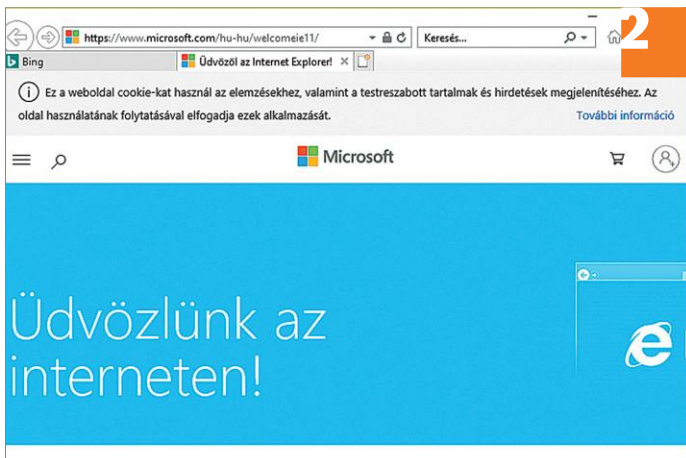 2
https://www.microsoft.com/hu-hu/welcomeie11/ Keresés...
Bing Üdvözöl az Internet Explorer!
Ez a weboldal cookie-kat használ az elemzésekhez, valamint a testreszabott tartalmak és hirdetések megjelenítéséhez. Az
oldal használatának folytatásával elfogadja ezek alkalmazását. További információ
Microsoft
Üdvözlünk az
interneten!